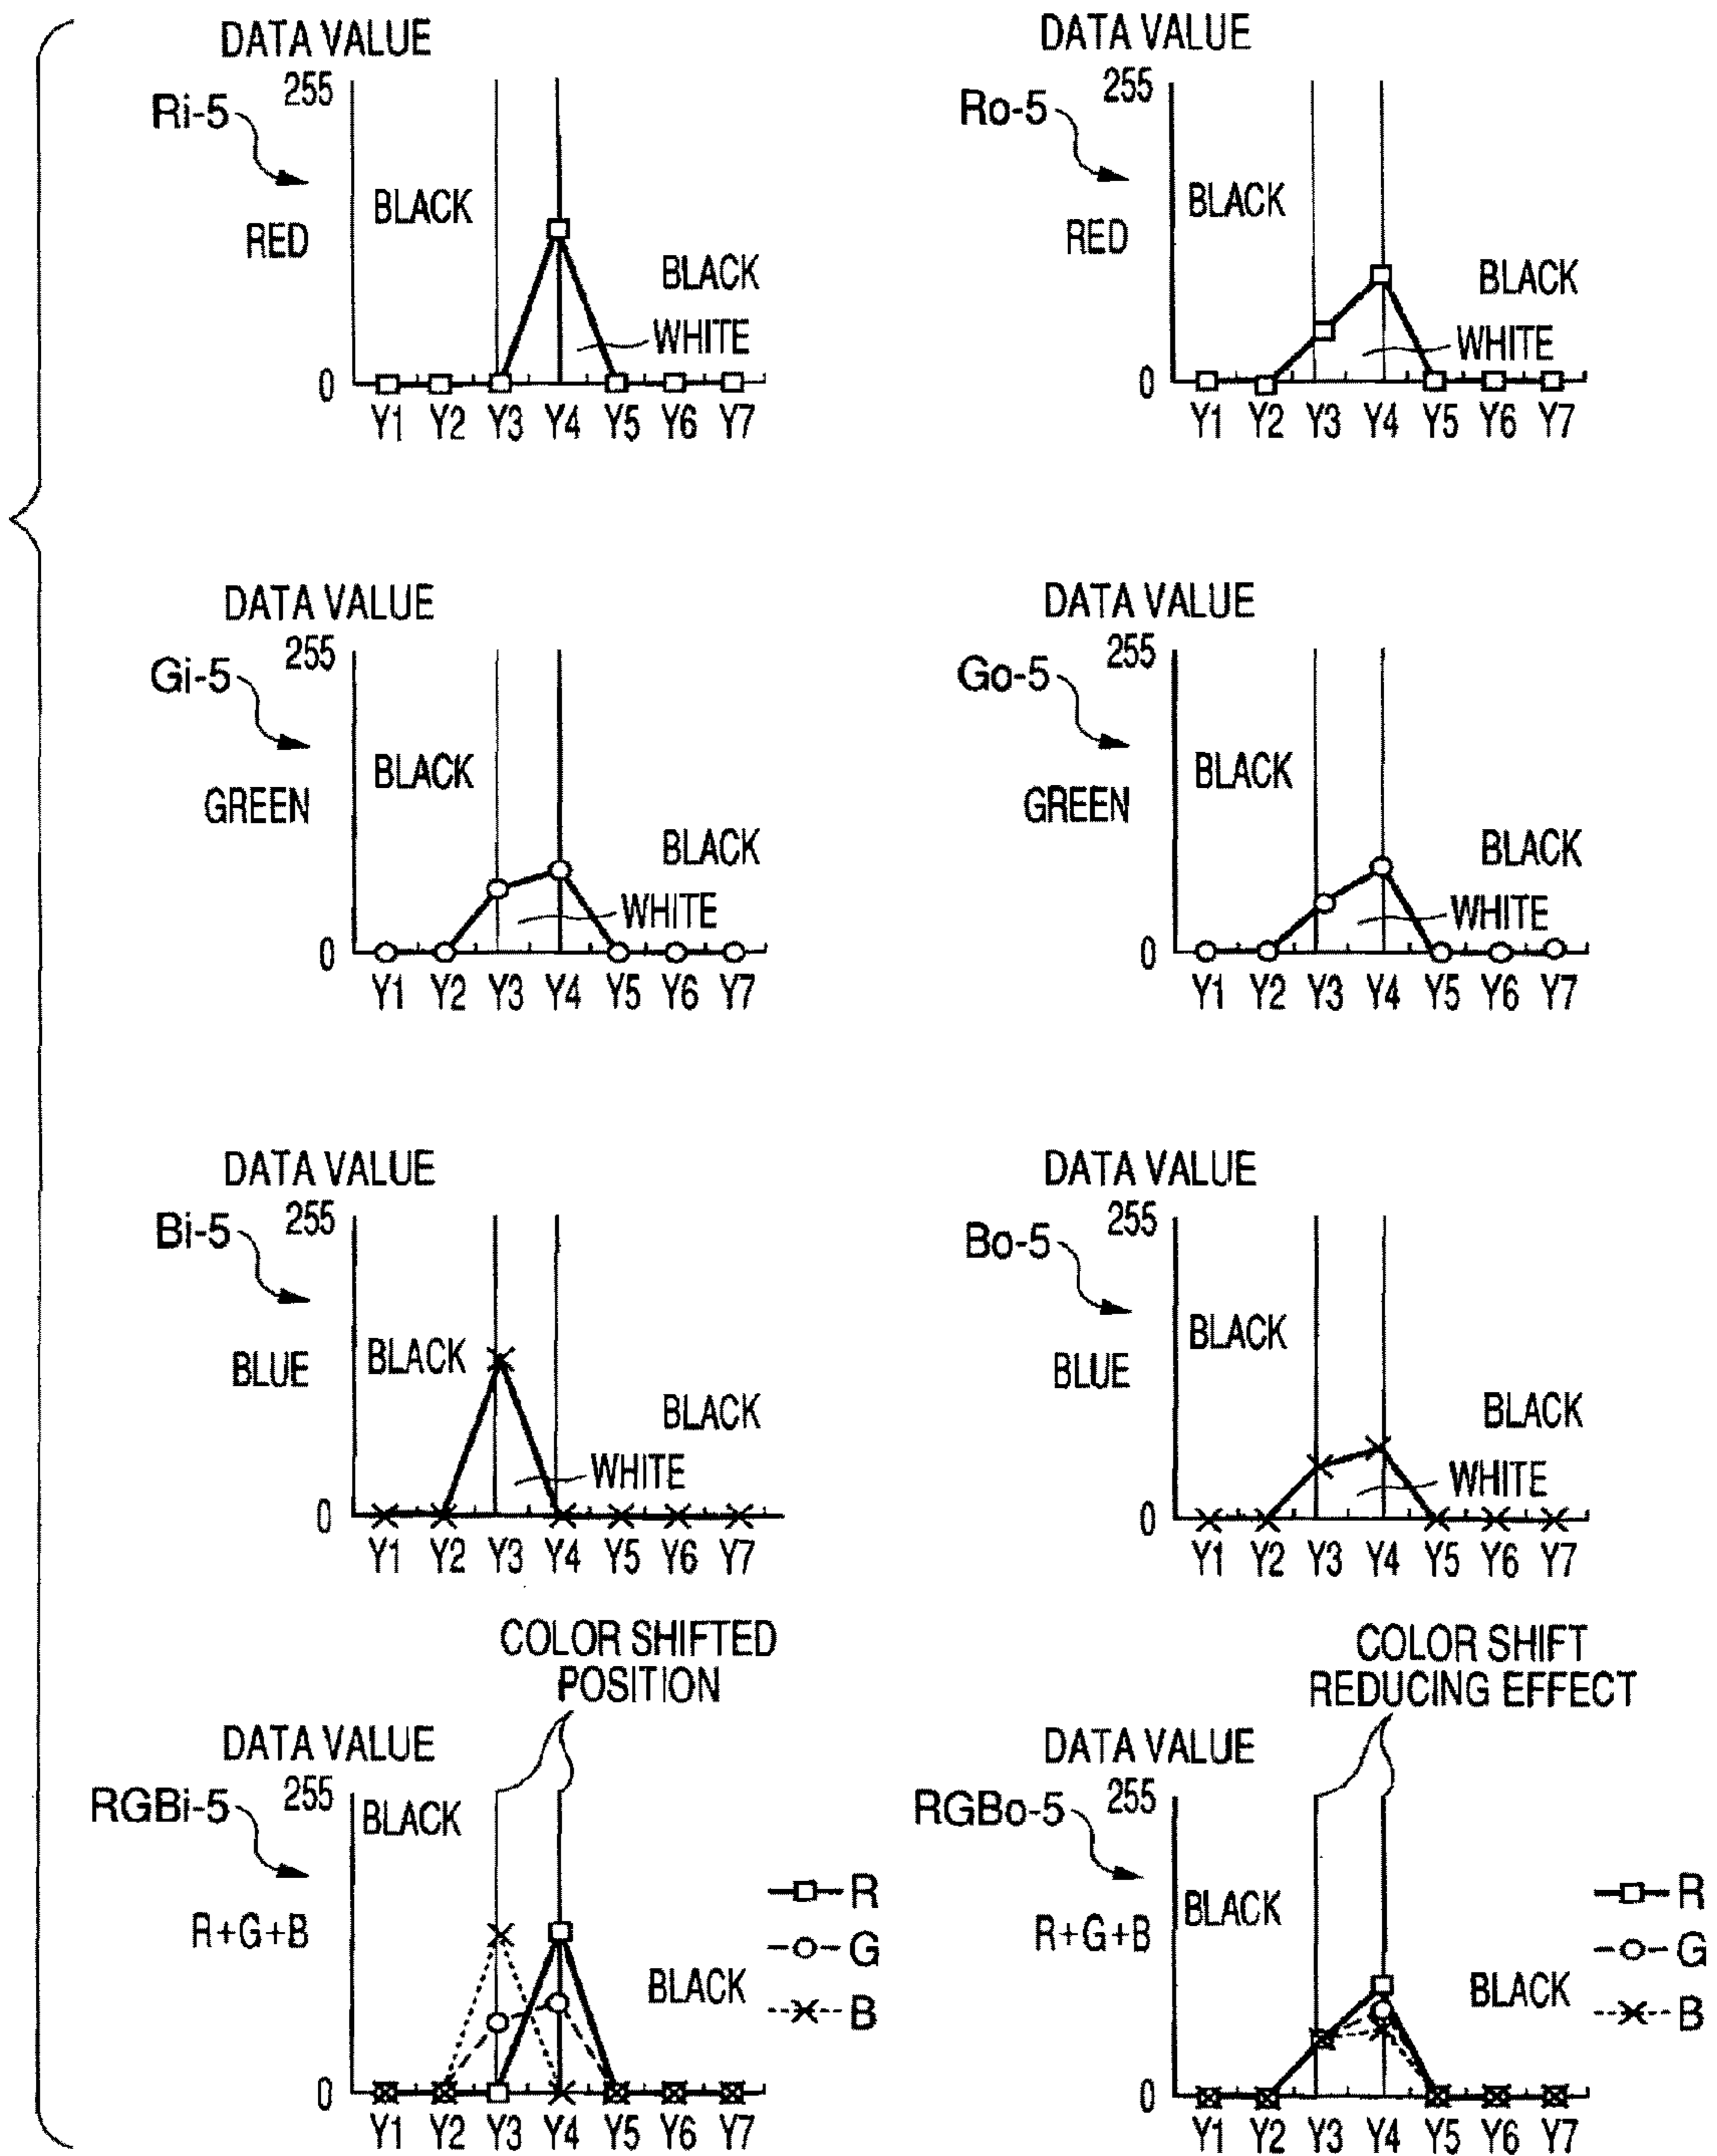 DATA VALUE
255
Ri-5
BLACK
RED
BLACK
WHITE
0
Y1 Y2 Y3 Y4 Y5 Y6 Y7
DATA VALUE
255
Ro-5
BLACK
RED
BLACK
WHITE
0
Y1 Y2 Y3 Y4 Y5 Y6 Y7
DATA VALUE
255
Gi-5
BLACK
GREEN
BLACK
WHITE
0
Y1 Y2 Y3 Y4 Y5 Y6 Y7
DATA VALUE
255
Go-5
BLACK
GREEN
BLACK
WHITE
0
Y1 Y2 Y3 Y4 Y5 Y6 Y7
DATA VALUE
255
Bi-5
BLACK
BLUE
BLACK
WHITE
0
Y1 Y2 Y3 Y4 Y5 Y6 Y7
DATA VALUE
255
Bo-5
BLACK
BLUE
BLACK
WHITE
0
Y1 Y2 Y3 Y4 Y5 Y6 Y7
COLOR SHIFTED
POSITION
DATA VALUE
255
RGBi-5
BLACK
R
R+G+B
G
BLACK
B
0
Y1 Y2 Y3 Y4 Y5 Y6 Y7
COLOR SHIFT
REDUCING EFFECT
DATA VALUE
255
RGBo-5
R
BLACK
R+G+B
G
BLACK
B
0
Y1 Y2 Y3 Y4 Y5 Y6 Y7